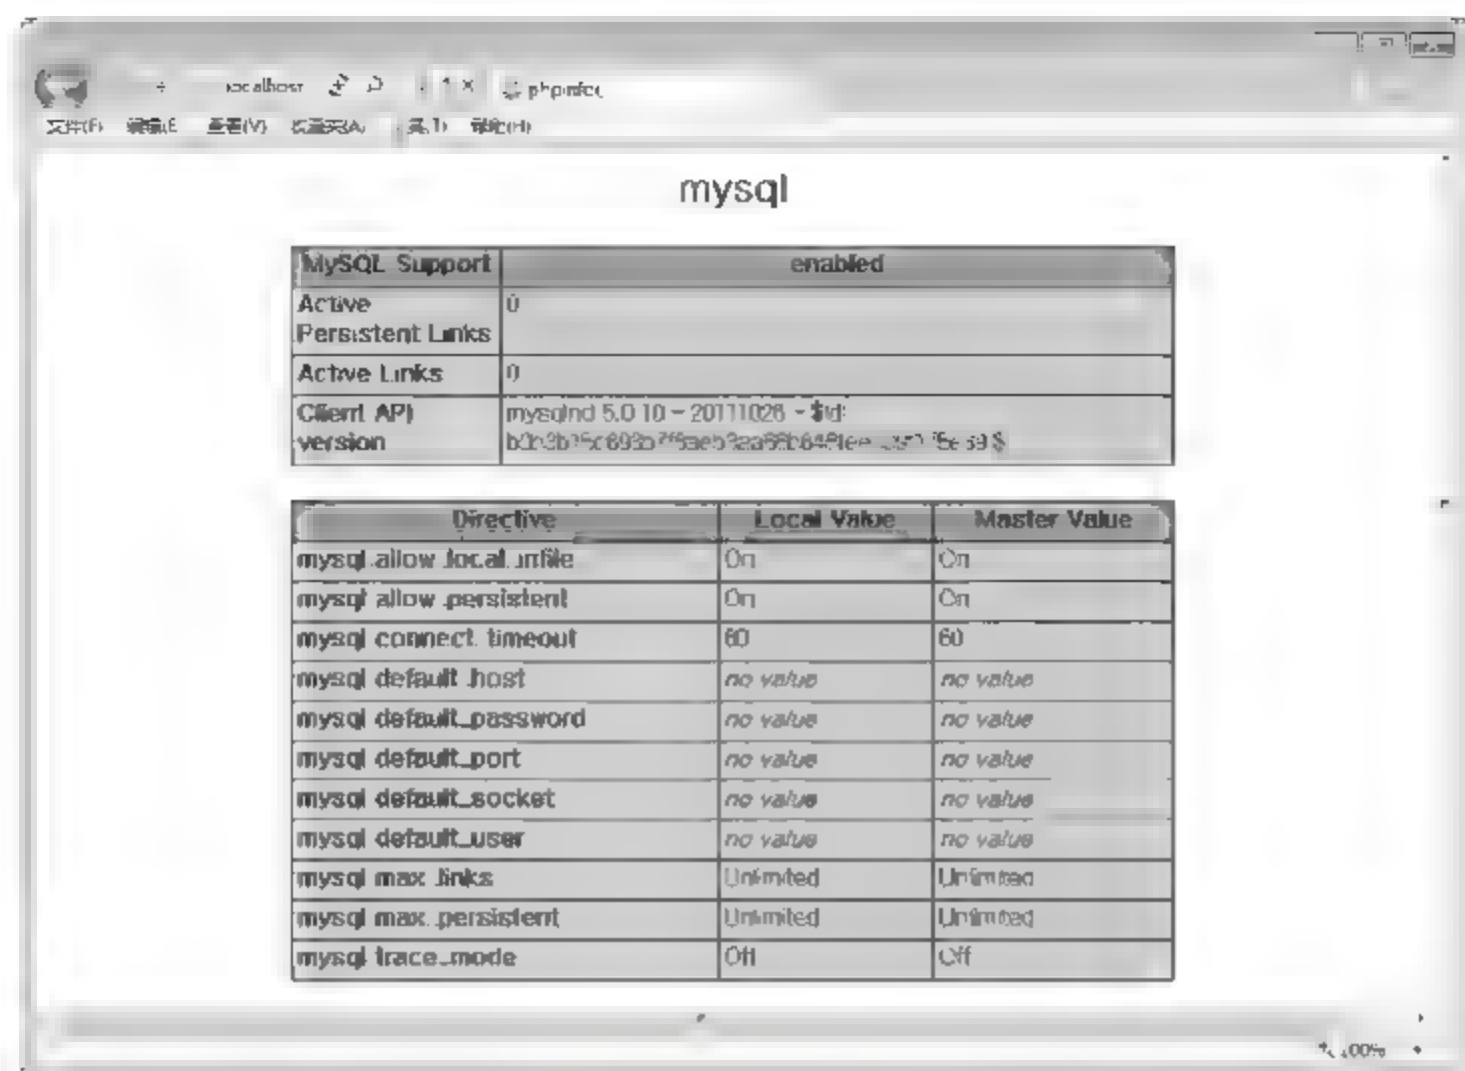 localhost phpinfo()
文件(F) 编辑(E) 查看(V) 收藏夹(A) 帮助(H)
mysql
MySQL Support enabled
Active Persistent Links 0
Active Links 0
Client API version mysqlnd 5.0.10 - 20111026 - $Id:
Directive Local Value Master Value
mysql.allow_local_infile On On
mysql.allow_persistent On On
mysql.connect_timeout 60 60
mysql.default_host no value no value
mysql.default_password no value no value
mysql.default_port no value no value
mysql.default_socket no value no value
mysql.default_user no value no value
mysql.max_links Unlimited Unlimited
mysql.max_persistent Unlimited Unlimited
mysql.trace_mode Off Off
100%